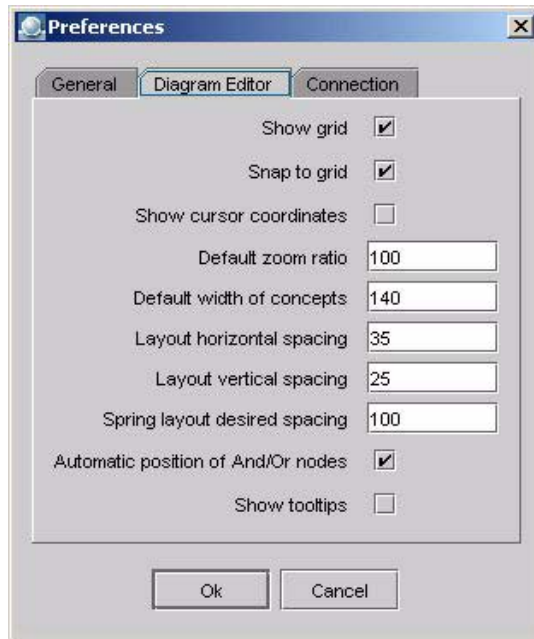 Preferences
General Diagram Editor Connection
Show grid
Snap to grid
Show cursor coordinates
Default zoom ratio 100
Default width of concepts 140
Layout horizontal spacing 35
Layout vertical spacing 25
Spring layout desired spacing 100
Automatic position of And/Or nodes
Show tooltips
Ok Cancel